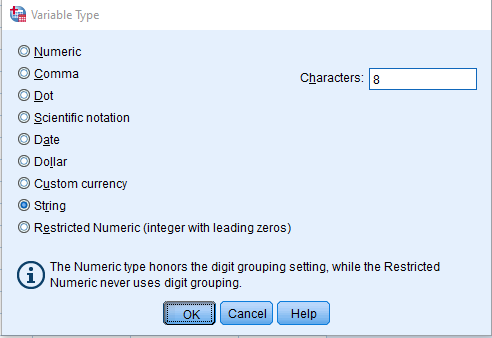 Variable Type
Numeric
Comma
Characters: 8
Dot
Scientific notation
Date
Dollar
Custom currency
String
Restricted Numeric (integer with leading zeros)
The Numeric type honors the digit grouping setting, while the Restricted
Numeric never uses digit grouping.
OK Cancel Help